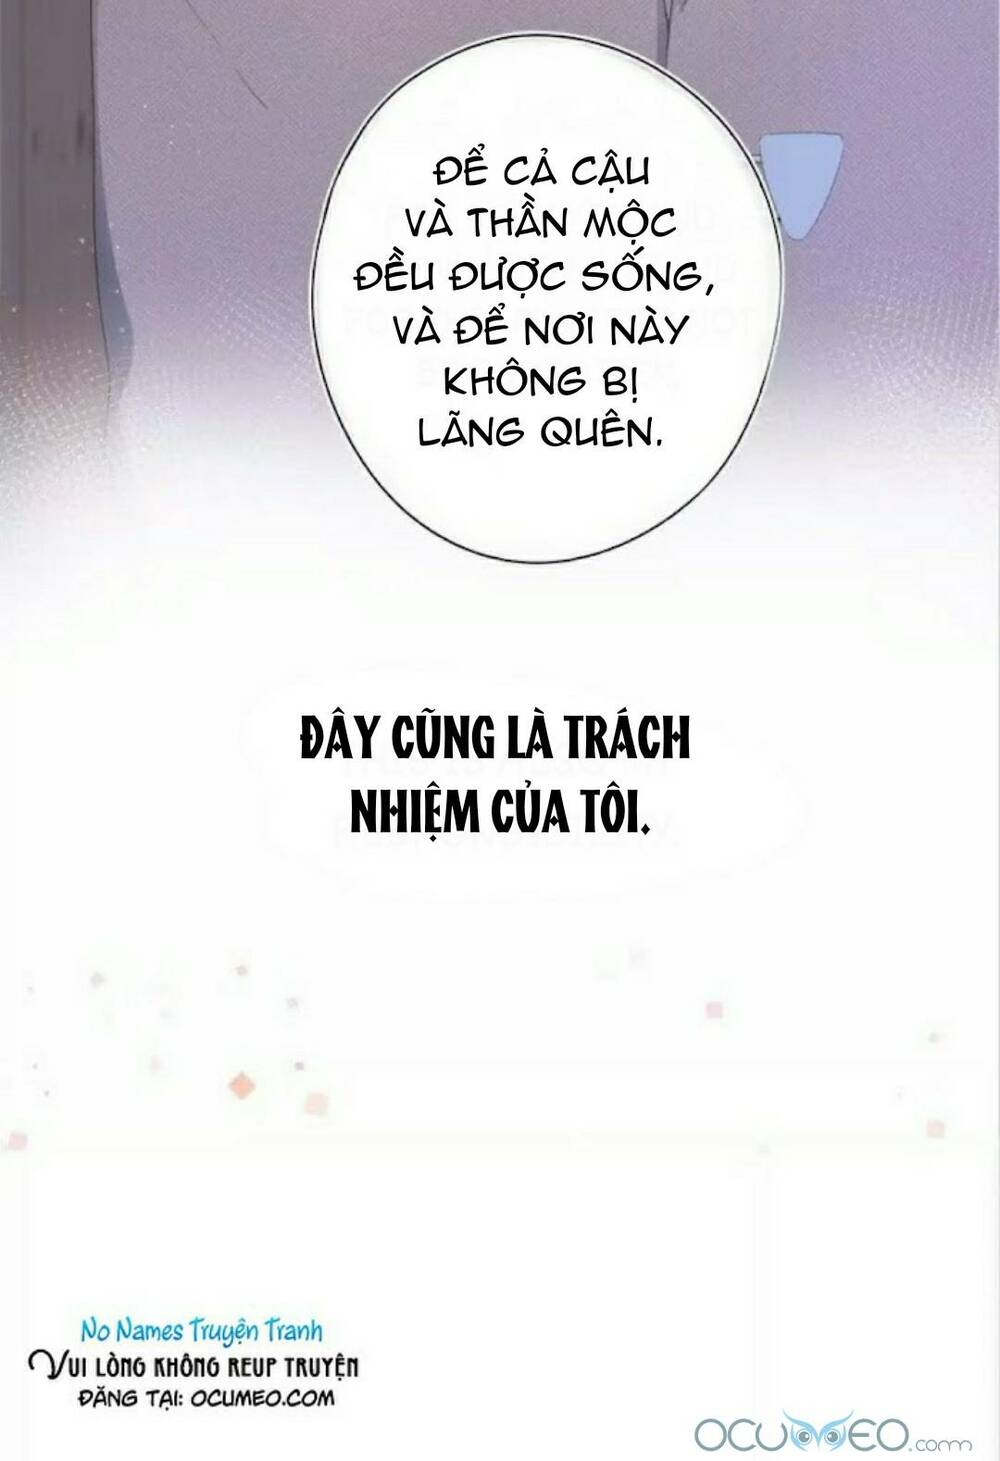 ĐỂ CẢ CẬU
VÀ THẦN MỘC
ĐỀU ĐƯỢC SỐNG,
VÀ ĐỂ NƠI NÀY
KHÔNG BỊ
LÃNG QUÊN.
ĐÂY CŨNG LÀ TRÁCH
NHIỆM CỦA TÔI.
No Names Truyện Tranh
VUI LÒNG KHÔNG REUP TRUYỆN
ĐĂNG TẠI: OCUMEO.COM
OCUMEO.com